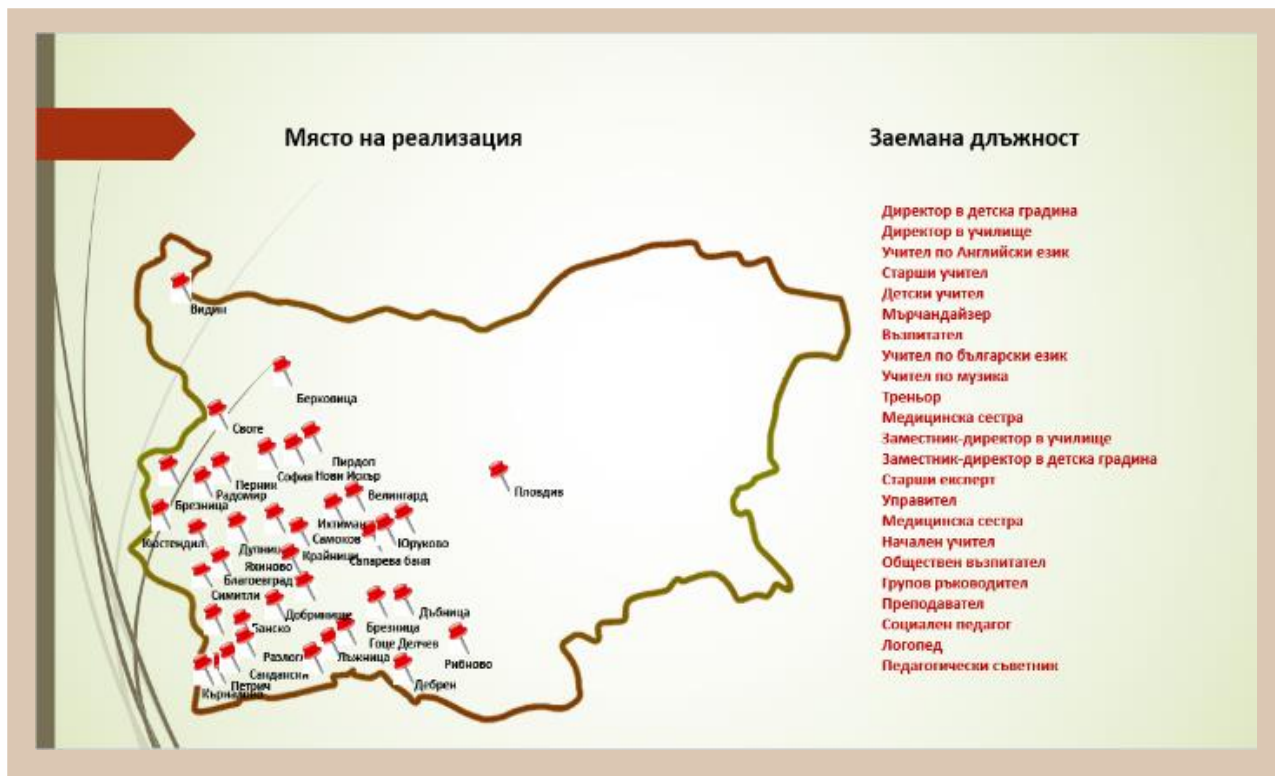 Място на реализация
Заемана длъжност
Видин
Берковица
Своге
Пирдоп
София
Нови Искър
Перник
Радомир
Велинград
Пловдив
Брезница
Ихтиман
Самоков
Юруково
Кюстендил
Дупница
Крайници
Сапарева баня
Яхиново
Благоевград
Симитли
Добринище
Дъбница
Банско
Брезница
Гоце Делчев
Разлог
Лъжница
Рибново
Сандански
Петрич
Дебрен
Директор в детска градина
Директор в училище
Учител по Английски език
Старши учител
Детски учител
Мърчандайзер
Възпитател
Учител по български език
Учител по музика
Треньор
Медицинска сестра
Заместник-директор в училище
Заместник-директор в детска градина
Старши експерт
Управител
Медицинска сестра
Начален учител
Обществен възпитател
Групов ръководител
Преподавател
Социален педагог
Логопед
Педагогически съветник